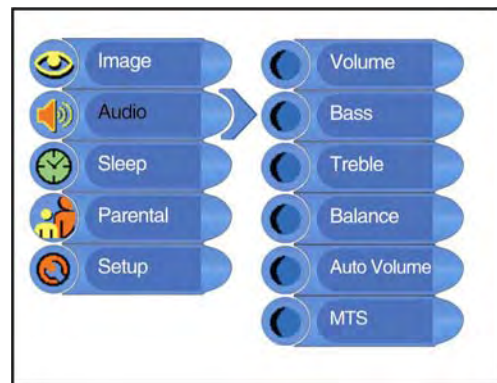 Image
Audio
Sleep
Parental
Setup
Volume
Bass
Treble
Balance
Auto Volume
MTS